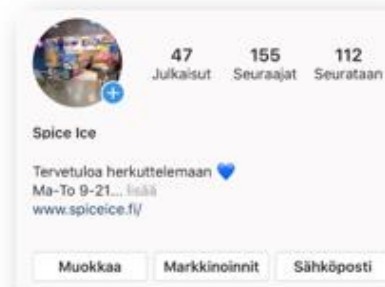 47 155 112
Julkaisut Seuraajat Seurataan
Spice Ice
Tervetuloa herkuttelemaan 💙
Ma-To 9-21... lisää
www.spiceice.fi/
Muokkaa Markkinoinnit Sähköposti